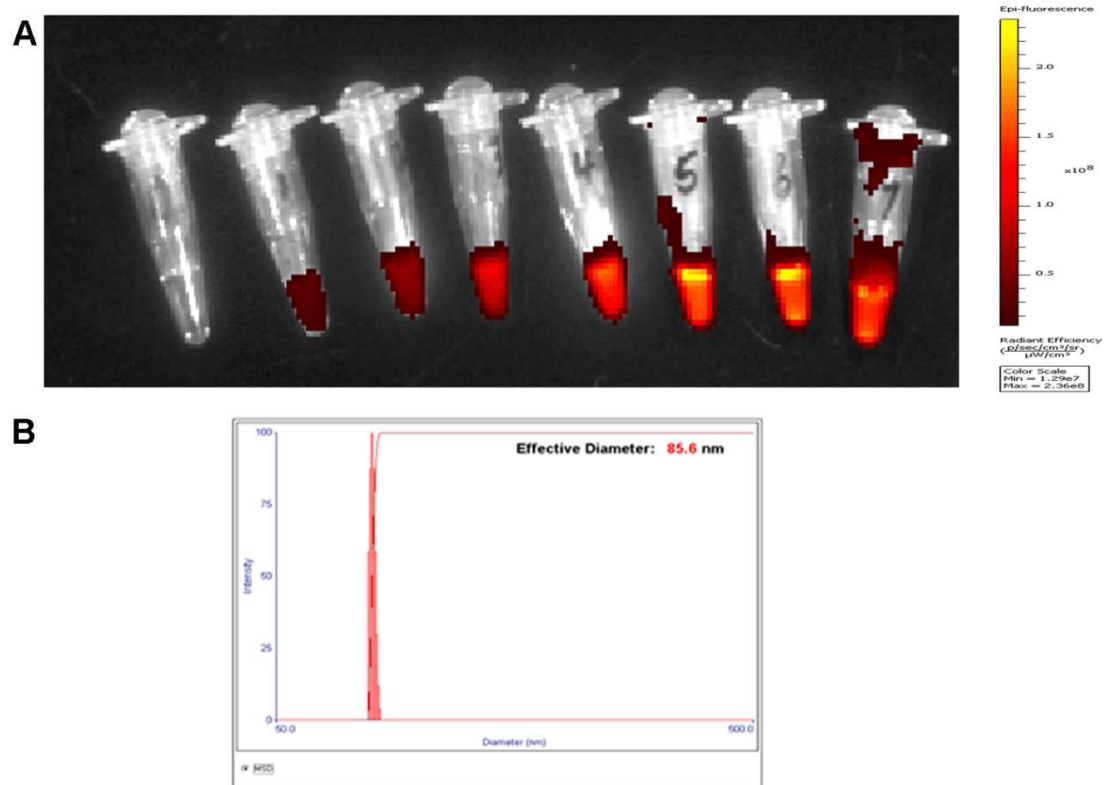 A
Epi-fluorescence
2.0
1.5
x10⁸
1.0
0.5
3
4
5
6
7
Radiant Efficiency
(p/sec/cm²/sr
µW/cm²)
Color Scale
Min = 1.29e7
Max = 2.36e8
B
Effective Diameter: 85.6 nm
100
75
50
25
0
Intensity
50.0
500.0
Diameter (nm)
MSD